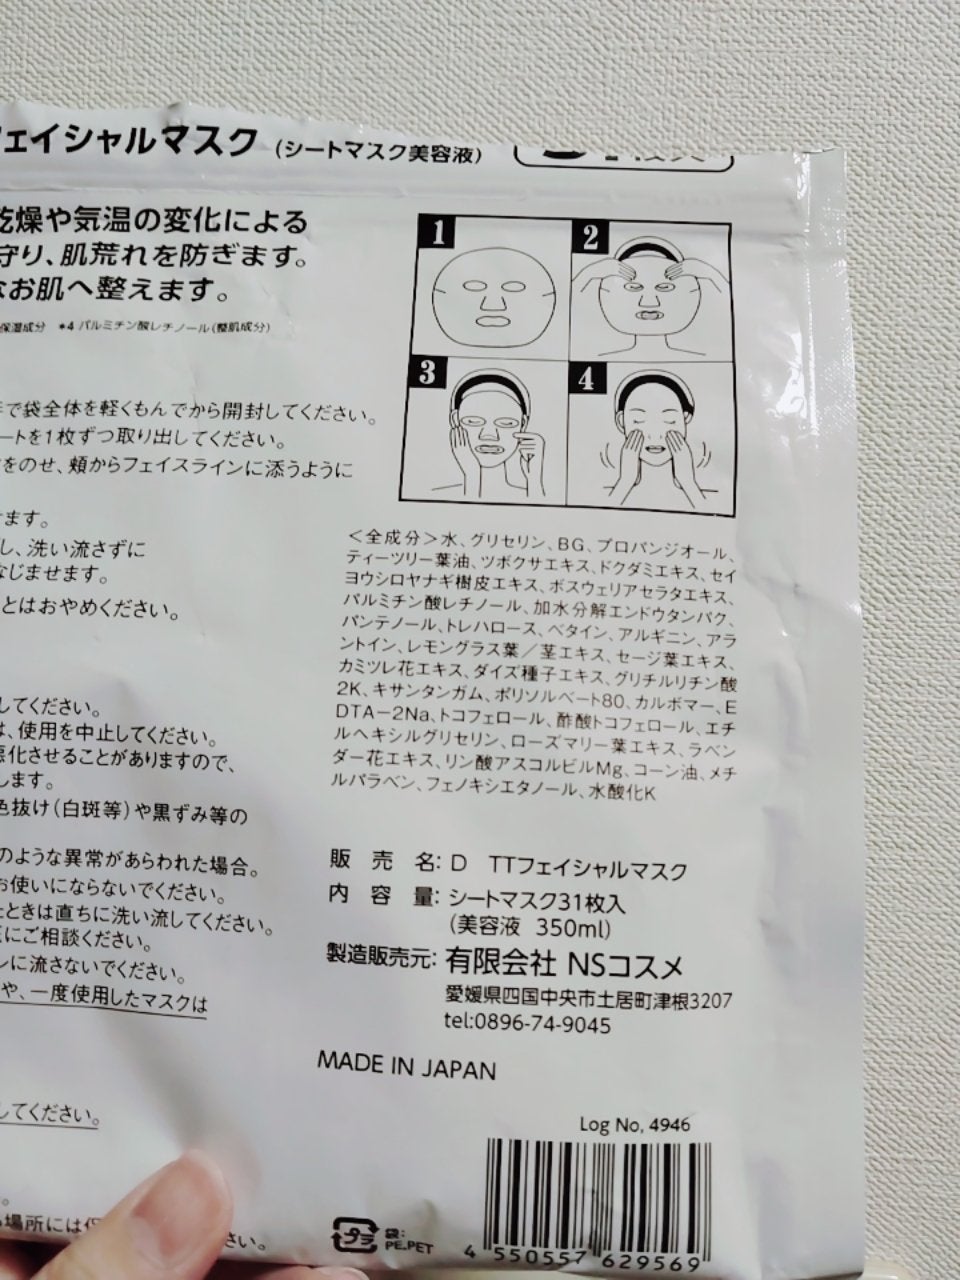 フェイシャルマスク (シートマスク美容液)
乾燥や気温の変化による
守り、肌荒れを防ぎます。
なお肌へ整えます。
保湿成分 *4 パルミチン酸レチノール(整肌成分)
1
2
3
4
で袋全体を軽くもんでから開封してください。
ートを1枚ずつ取り出してください。
をのせ、頬からフェイスラインに添うように
ます。
し、洗い流さずに
なじませます。
とはおやめください。
<全成分>水、グリセリン、BG、プロパンジオール、
ティーツリー葉油、ツボクサエキス、ドクダミエキス、セイ
ヨウシロヤナギ樹皮エキス、ボスウェリアセラタエキス、
パルミチン酸レチノール、加水分解エンドウタンパク、
パンテノール、トレハロース、ベタイン、アルギニン、アラ
ントイン、レモングラス葉/茎エキス、セージ葉エキス、
カミツレ花エキス、ダイズ種子エキス、グリチルリチン酸
2K、キサンタンガム、ポリソルベート80、カルボマー、E
DTA-2Na、トコフェロール、酢酸トコフェロール、エチ
ルヘキシルグリセリン、ローズマリー葉エキス、ラベン
ダー花エキス、リン酸アスコルビルMg、コーン油、メチ
ルパラベン、フェノキシエタノール、水酸化K
してください。
は、使用を中止してください。
悪化させることがありますので、
します。
色抜け(白斑等)や黒ずみ等の
のような異常があらわれた場合。
お使いにならないでください。
たときは直ちに洗い流してください。
にご相談ください。
レに流さないでください。
や、一度使用したマスクは
してください。
販売名: D TTフェイシャルマスク
内容量: シートマスク31枚入
(美容液 350ml)
製造販売元: 有限会社 NSコスメ
愛媛県四国中央市土居町津根3207
tel:0896-74-9045
MADE IN JAPAN
Log No, 4946
プラ
袋:
PE,PET
4 550557 629569
場所には保
さい。